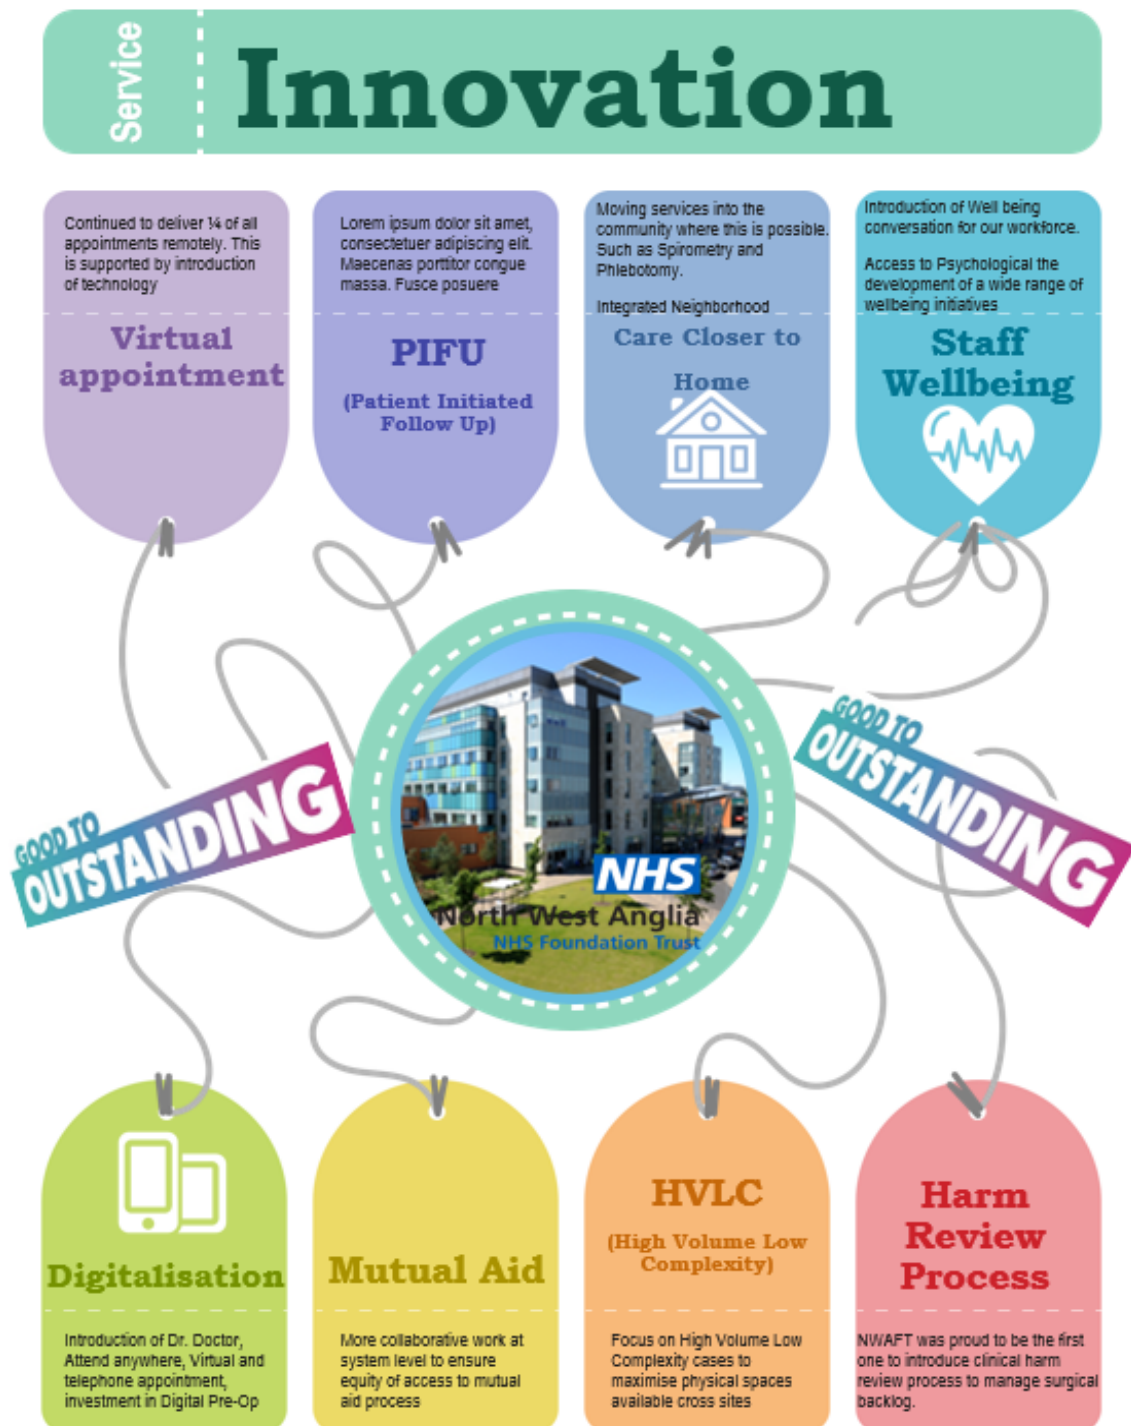 Service
Innovation
Continued to deliver ¼ of all
appointments remotely. This
is supported by introduction
of technology
Virtual
appointment
Lorem ipsum dolor sit amet,
consectetuer adipiscing elit.
Maecenas porttitor congue
massa. Fusce posuere
PIFU
(Patient Initiated
Follow Up)
Moving services into the
community where this is possible.
Such as Spirometry and
Phlebotomy.
Integrated Neighborhood
Care Closer to
Home
Introduction of Well being
conversation for our workforce.
Access to Psychological the
development of a wide range of
wellbeing initiatives
Staff
Wellbeing
GOOD TO
OUTSTANDING
NHS
North West Anglia
NHS Foundation Trust
GOOD TO
OUTSTANDING
Digitalisation
Introduction of Dr. Doctor,
Attend anywhere, Virtual and
telephone appointment,
investment in Digital Pre-Op
Mutual Aid
More collaborative work at
system level to ensure
equity of access to mutual
aid process
HVLC
(High Volume Low
Complexity)
Focus on High Volume Low
Complexity cases to
maximise physical spaces
available cross sites
Harm
Review
Process
NWAFT was proud to be the first
one to introduce clinical harm
review process to manage surgical
backlog.